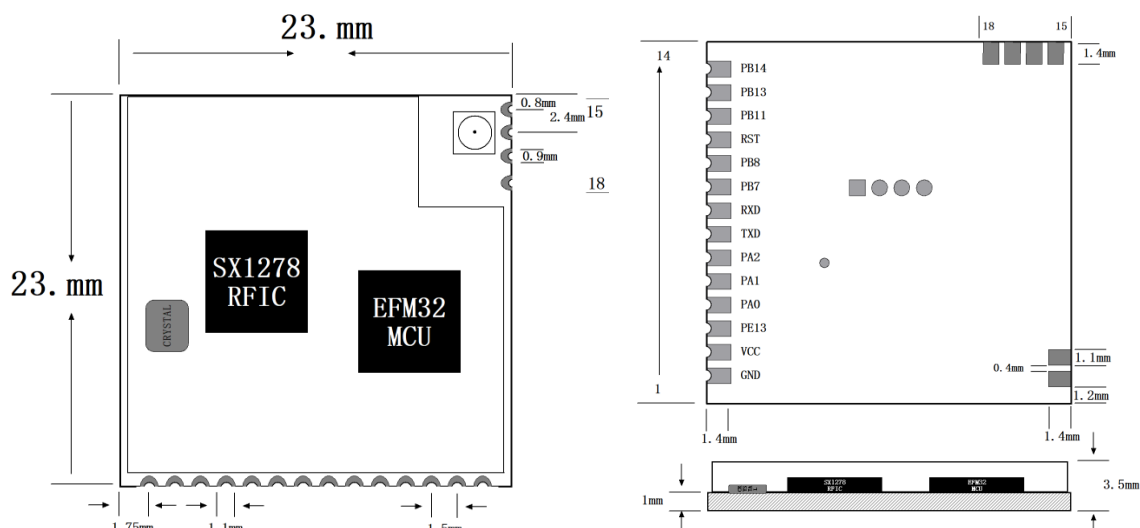 23. mm
23. mm
0.8mm
2.4mm
15
0.9mm
18
SX1278
RFIC
EFM32
MCU
CRYSTAL
1.75mm
1.1mm
1.5mm
18
15
1.4mm
14
PB14
PB13
PB11
RST
PB8
PB7
RXD
TXD
PA2
PA1
PA0
PE13
VCC
GND
1
0.4mm
1.1mm
1.2mm
1.4mm
1.4mm
SX1278
RFIC
EFM32
MCU
1mm
3.5mm